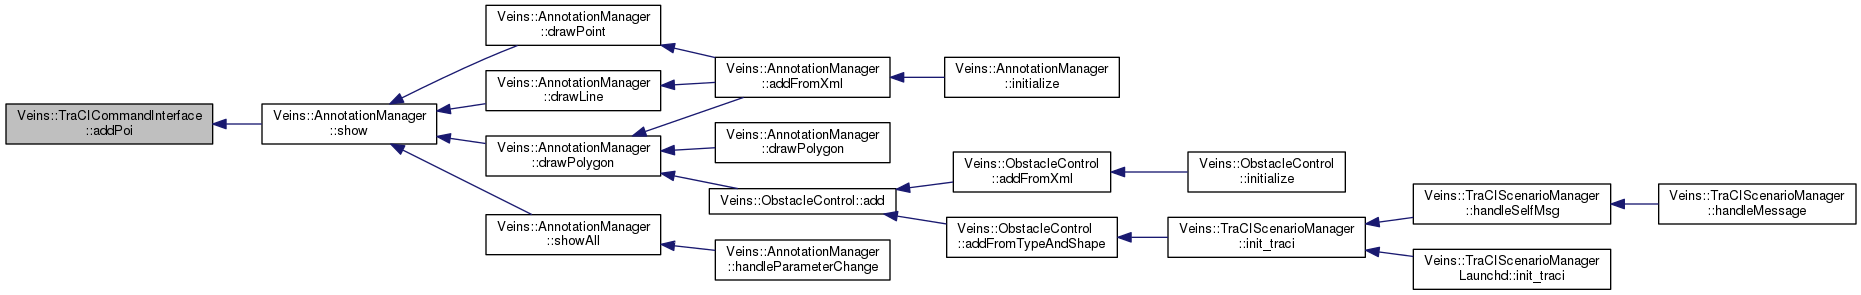 Veins::TraCICommandInterface
::addPoi
Veins::AnnotationManager
::show
Veins::AnnotationManager
::drawPoint
Veins::AnnotationManager
::drawLine
Veins::AnnotationManager
::drawPolygon
Veins::AnnotationManager
::showAll
Veins::AnnotationManager
::addFromXml
Veins::AnnotationManager
::drawPolygon
Veins::ObstacleControl::add
Veins::AnnotationManager
::handleParameterChange
Veins::AnnotationManager
::initialize
Veins::ObstacleControl
::addFromXml
Veins::ObstacleControl
::addFromTypeAndShape
Veins::ObstacleControl
::initialize
Veins::TraCIScenarioManager
::init_traci
Veins::TraCIScenarioManager
::handleSelfMsg
Veins::TraCIScenarioManager
Launchd::init_traci
Veins::TraCIScenarioManager
::handleMessage